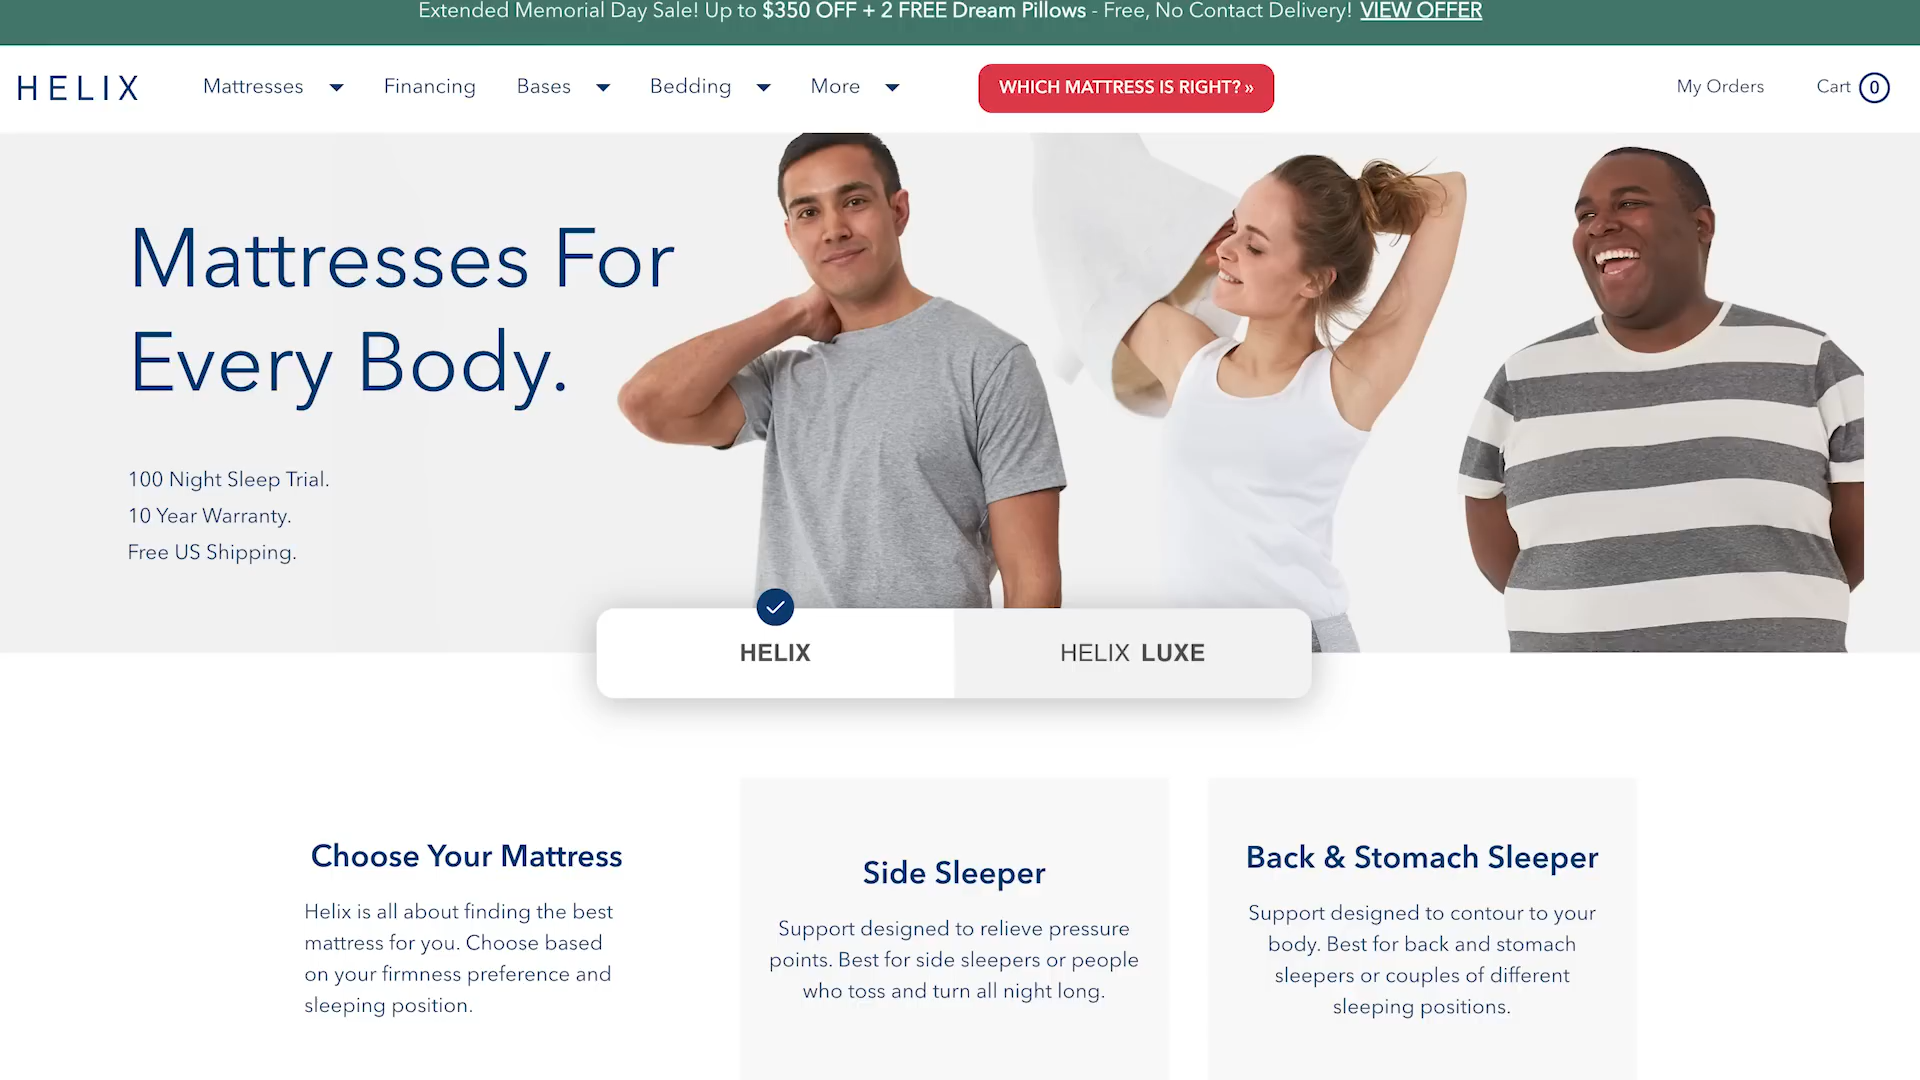 Extended Memorial Day Sale! Up to $350 OFF + 2 FREE Dream Pillows - Free, No Contact Delivery! VIEW OFFER
HELIX
Mattresses
Financing
Bases
Bedding
More
WHICH MATTRESS IS RIGHT? »
My Orders
Cart 0
Mattresses For
Every Body.
100 Night Sleep Trial.
10 Year Warranty.
Free US Shipping.
HELIX
HELIX LUXE
Choose Your Mattress
Helix is all about finding the best
mattress for you. Choose based
on your firmness preference and
sleeping position.
Side Sleeper
Support designed to relieve pressure
points. Best for side sleepers or people
who toss and turn all night long.
Back & Stomach Sleeper
Support designed to contour to your
body. Best for back and stomach
sleepers or couples of different
sleeping positions.